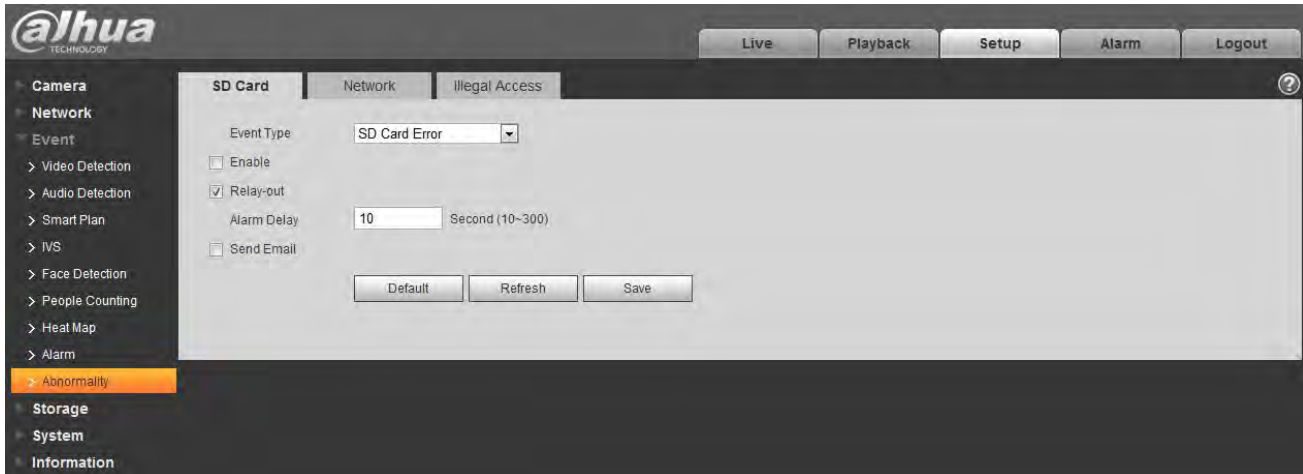 alhua
TECHNOLOGY
Live Playback Setup Alarm Logout
Camera
Network
Event
> Video Detection
> Audio Detection
> Smart Plan
> IVS
> Face Detection
> People Counting
> Heat Map
> Alarm
> Abnormality
Storage
System
Information
SD Card Network Illegal Access
?
Event Type SD Card Error
Enable
Relay-out
Alarm Delay 10 Second (10~300)
Send Email
Default Refresh Save